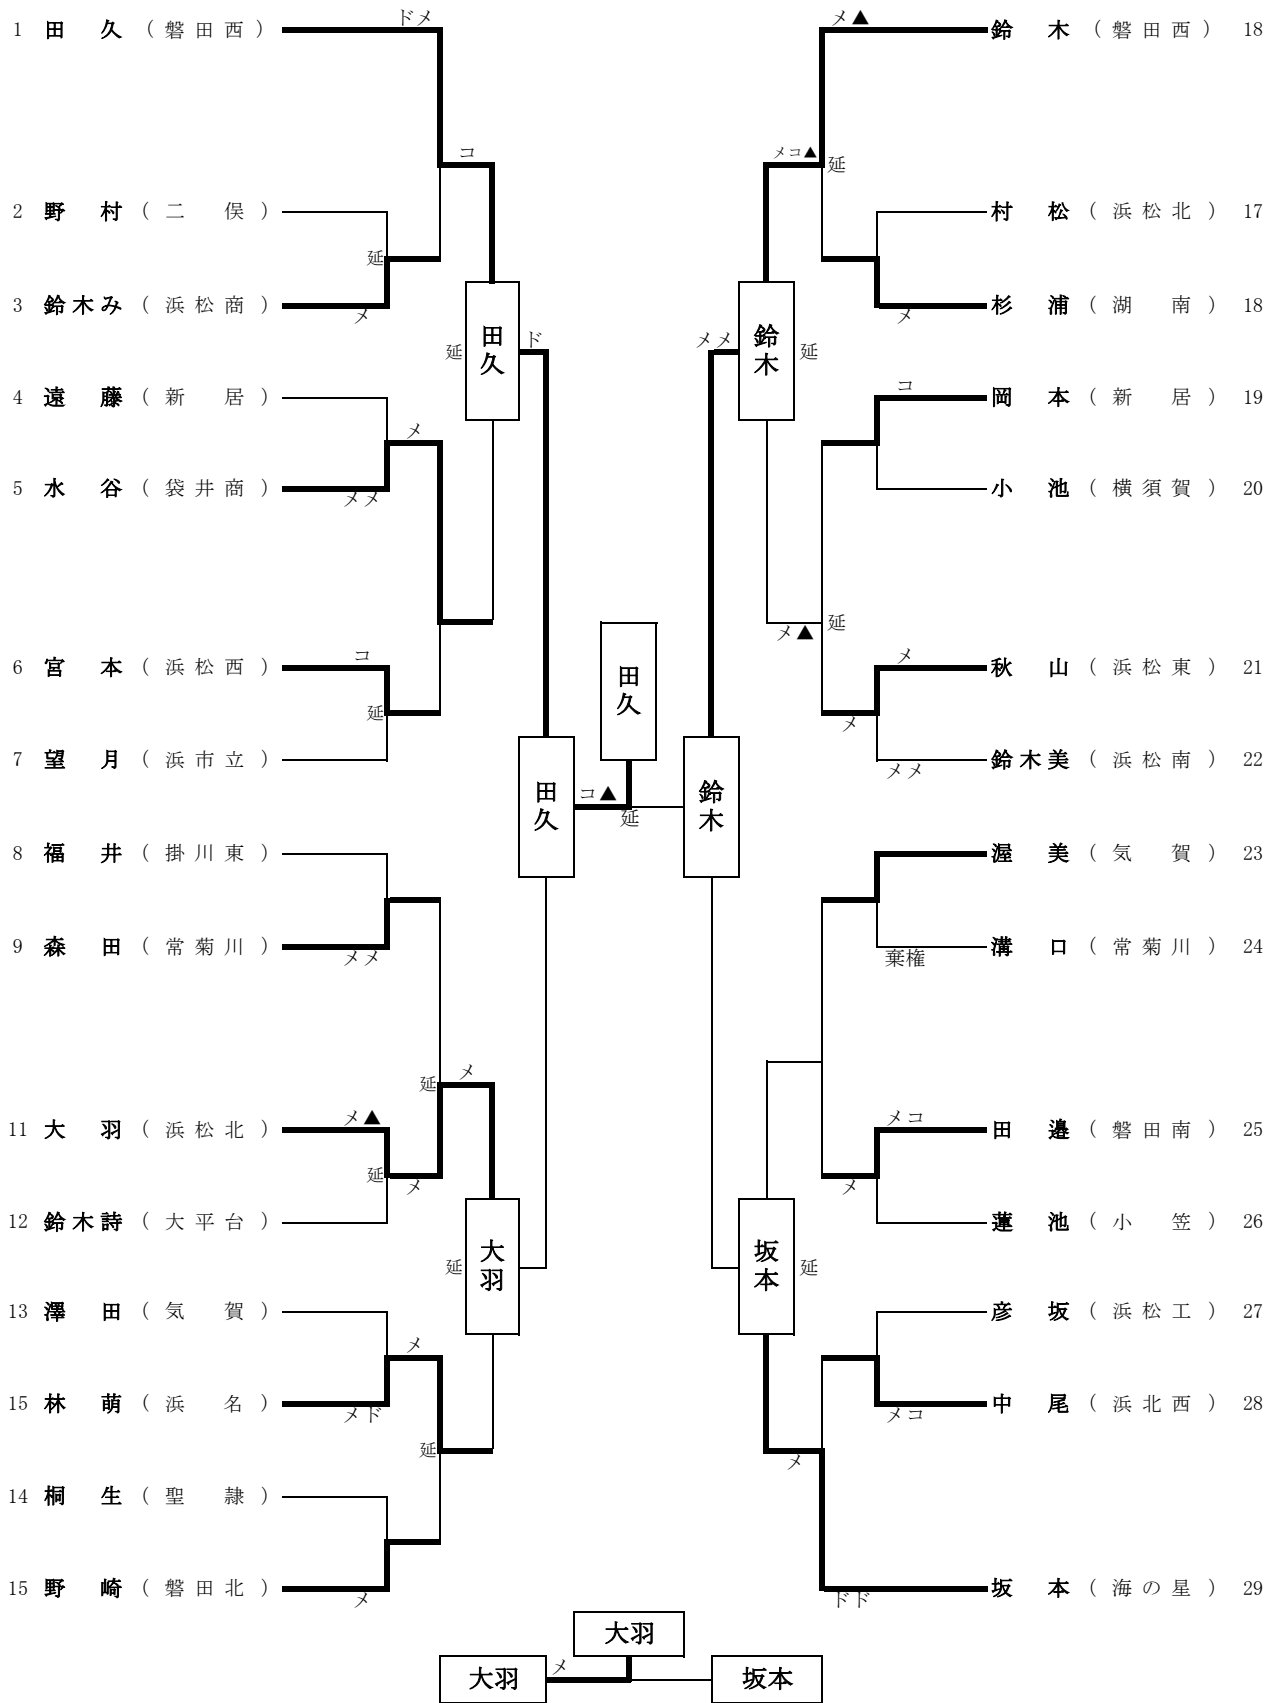 1 田久 (磐田西) ドメ
コ
2 野村 (二俣)
延
3 鈴木み (浜松商) メ
田久
延 ド
4 遠藤 (新居)
メ
5 水谷 (袋井商) メメ
6 宮本 (浜松西) コ
延
7 望月 (浜市立)
田久
8 福井 (掛川東)
9 森田 (常菊川) メメ
延 メ
11 大羽 (浜松北) メ▲
延 メ
12 鈴木詩 (大平台)
大羽
延
13 澤田 (気賀)
メ
15 林萌 (浜名) メド
延
14 桐生 (聖隷)
15 野崎 (磐田北) メ
田久
コ▲ 延
メ▲ 鈴木 (磐田西) 18
メコ▲ 延
村松 (浜松北) 17
メ 杉浦 (湖南) 18
鈴木
メメ 延
コ 岡本 (新居) 19
小池 (横須賀) 20
メ▲ 延
メ 秋山 (浜松東) 21
メ
メメ 鈴木美 (浜松南) 22
鈴木
渥美 (気賀) 23
棄権 溝口 (常菊川) 24
メコ 田邉 (磐田南) 25
メ
蓮池 (小笠) 26
坂本
延
彦坂 (浜松工) 27
メコ 中尾 (浜北西) 28
メ
ドド 坂本 (海の星) 29
大羽
大羽 メ 坂本